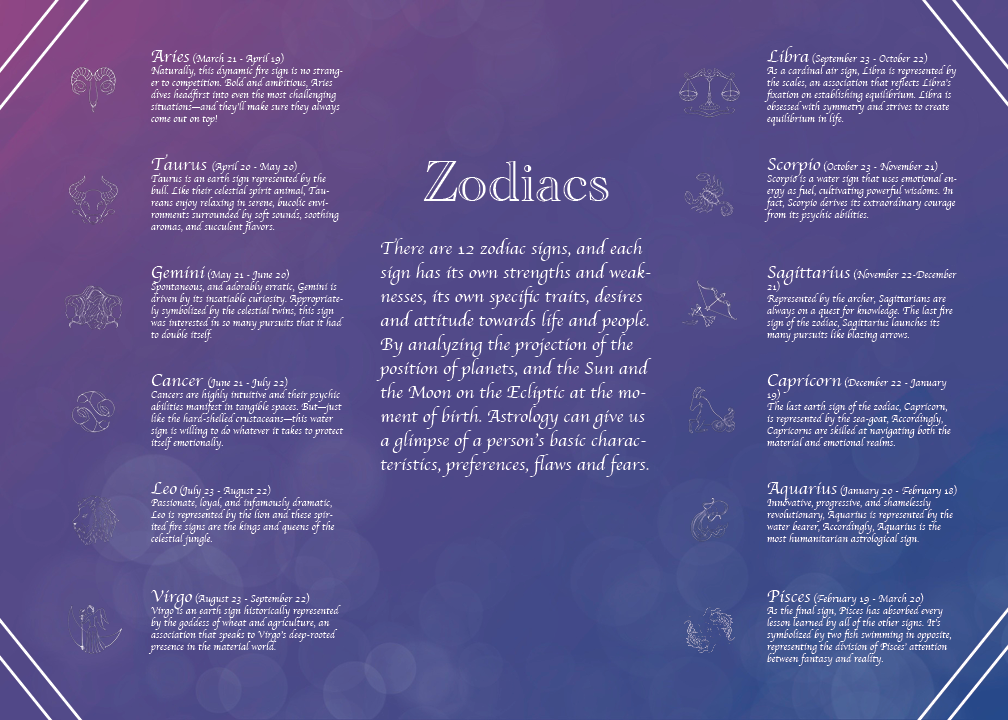 Aries (March 21 - April 19)
Naturally, this dynamic fire sign is no strang-
er to competition. Bold and ambitious, Aries
dives headfirst into even the most challenging
situations—and they'll make sure they always
come out on top!
Taurus (April 20 - May 20)
Taurus is an earth sign represented by the
bull. Like their celestial spirit animal, Tau-
reans enjoy relaxing in serene, bucolic envi-
ronments surrounded by soft sounds, soothing
aromas, and succulent flavors.
Gemini (May 21 - June 20)
Spontaneous, and adorably erratic, Gemini is
driven by its insatiable curiosity. Appropriate-
ly symbolized by the celestial twins, this sign
was interested in so many pursuits that it had
to double itself.
Cancer (June 21 - July 22)
Cancers are highly intuitive and their psychic
abilities manifest in tangible spaces. But—just
like the hard-shelled crustaceans—this water
sign is willing to do whatever it takes to protect
itself emotionally.
Leo (July 23 - August 22)
Passionate, loyal, and infamously dramatic,
Leo is represented by the lion and these spir-
ited fire signs are the kings and queens of the
celestial jungle.
Virgo (August 23 - September 22)
Virgo is an earth sign historically represented
by the goddess of wheat and agriculture, an
association that speaks to Virgo's deep-rooted
presence in the material world.
Zodiacs
There are 12 zodiac signs, and each
sign has its own strengths and weak-
nesses, its own specific traits, desires
and attitude towards life and people.
By analyzing the projection of the
position of planets, and the Sun and
the Moon on the Ecliptic at the mo-
ment of birth. Astrology can give us
a glimpse of a person's basic charac-
teristics, preferences, flaws and fears.
Libra (September 23 - October 22)
As a cardinal air sign, Libra is represented by
the scales, an association that reflects Libra's
fixation on establishing equilibrium. Libra is
obsessed with symmetry and strives to create
equilibrium in life.
Scorpio (October 23 - November 21)
Scorpio is a water sign that uses emotional en-
ergy as fuel, cultivating powerful wisdoms. In
fact, Scorpio derives its extraordinary courage
from its psychic abilities.
Sagittarius (November 22-December
21)
Represented by the archer, Sagittarians are
always on a quest for knowledge. The last fire
sign of the zodiac, Sagittarius launches its
many pursuits like blazing arrows.
Capricorn (December 22 - January
19)
The last earth sign of the zodiac, Capricorn,
is represented by the sea-goat, Accordingly,
Capricorns are skilled at navigating both the
material and emotional realms.
Aquarius (January 20 - February 18)
Innovative, progressive, and shamelessly
revolutionary, Aquarius is represented by the
water bearer, Accordingly, Aquarius is the
most humanitarian astrological sign.
Pisces (February 19 - March 20)
As the final sign, Pisces has absorbed every
lesson learned by all of the other signs. It's
symbolized by two fish swimming in opposite,
representing the division of Pisces' attention
between fantasy and reality.